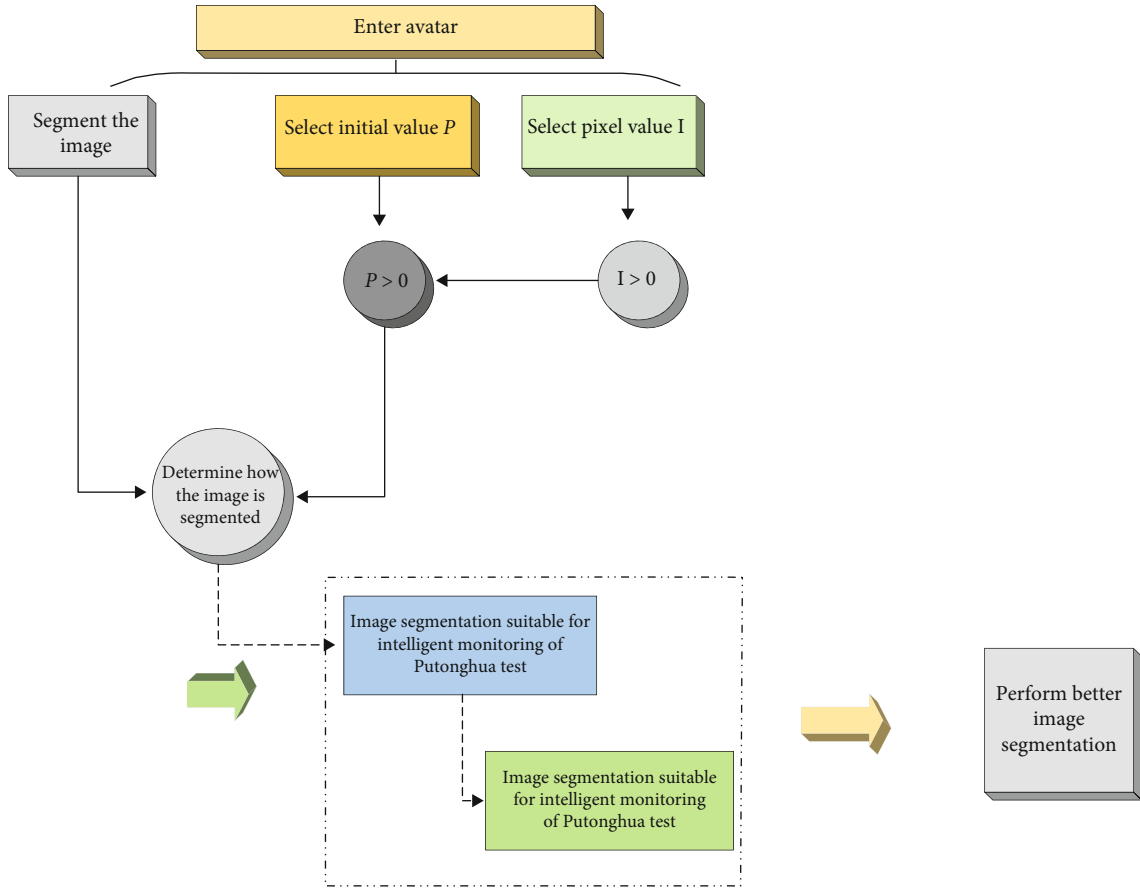 Enter avatar
Segment the
image
Select initial value P
Select pixel value I
P > 0
I > 0
Determine how
the image is
segmented
Image segmentation suitable for
intelligent monitoring of
Putonghua test
Image segmentation suitable
for intelligent monitoring
of Putonghua test
Perform better
image
segmentation